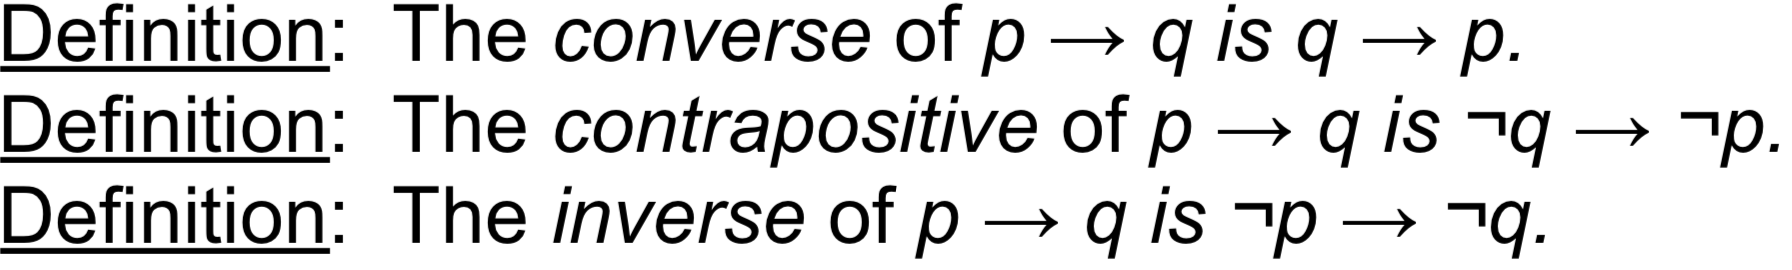 Definition: The converse of p → q is q → p.
Definition: The contrapositive of p → q is ¬q → ¬p.
Definition: The inverse of p → q is ¬p → ¬q.